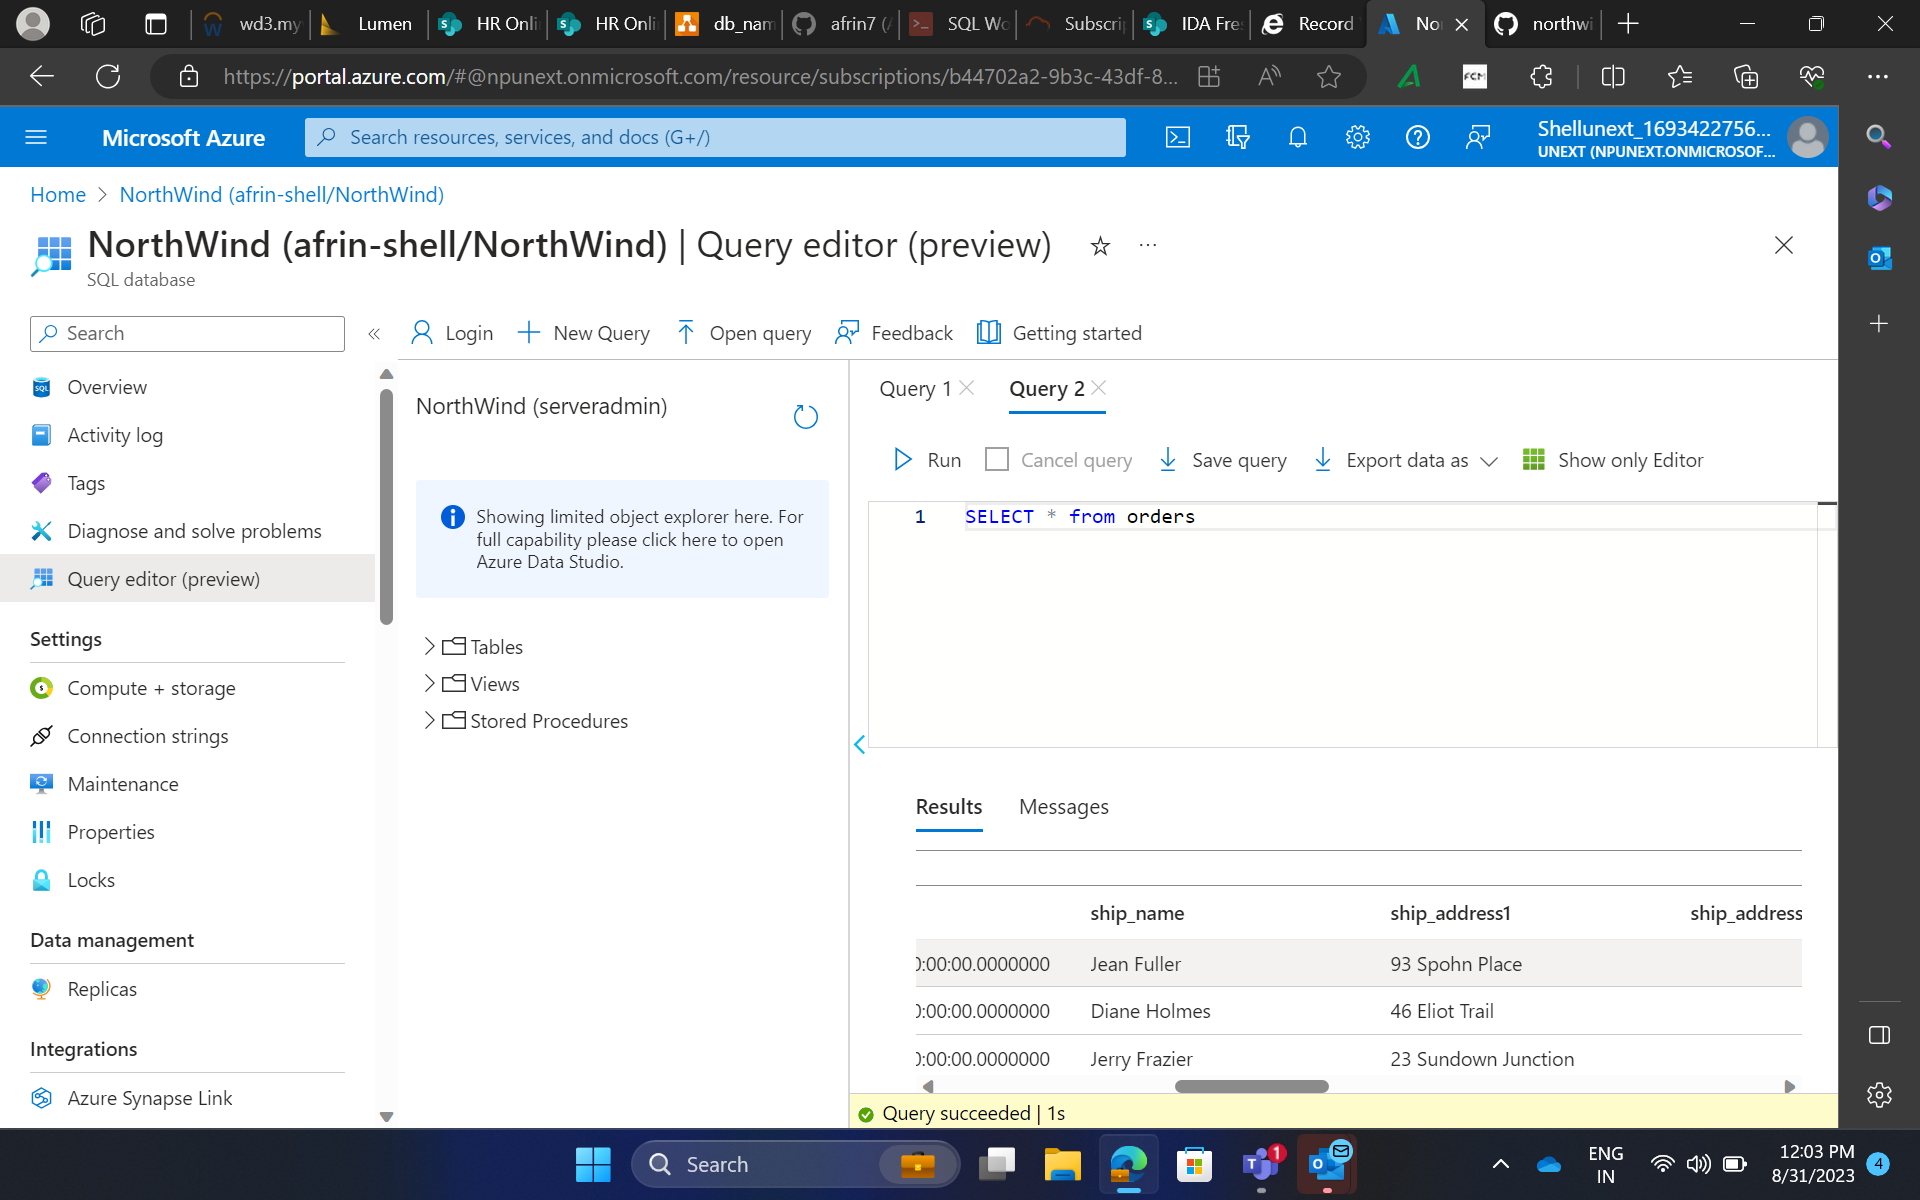 wd3.my
Lumen
HR Onli
HR Onli
db_nam
afrin7 (A
SQL Wo
Subscrip
IDA Fres
Record
No
northwi
https://portal.azure.com/#@npunext.onmicrosoft.com/resource/subscriptions/b44702a2-9b3c-43df-8...
Microsoft Azure
Search resources, services, and docs (G+/)
Shellunext_1693422756...
UNEXT (NPUNEXT.ONMICROSOF...
Home > NorthWind (afrin-shell/NorthWind)
NorthWind (afrin-shell/NorthWind) | Query editor (preview)
SQL database
Search
Login
New Query
Open query
Feedback
Getting started
Overview
Activity log
Tags
Diagnose and solve problems
Query editor (preview)
Settings
Compute + storage
Connection strings
Maintenance
Properties
Locks
Data management
Replicas
Integrations
Azure Synapse Link
NorthWind (serveradmin)
Showing limited object explorer here. For
full capability please click here to open
Azure Data Studio.
Tables
Views
Stored Procedures
Query 1
Query 2
Run
Cancel query
Save query
Export data as
Show only Editor
1 SELECT * from orders
Results
Messages
ship_name ship_address1 ship_address
0:00:00.0000000 Jean Fuller 93 Spohn Place
0:00:00.0000000 Diane Holmes 46 Eliot Trail
0:00:00.0000000 Jerry Frazier 23 Sundown Junction
Query succeeded | 1s
Search
1
ENG
IN
12:03 PM
8/31/2023
4